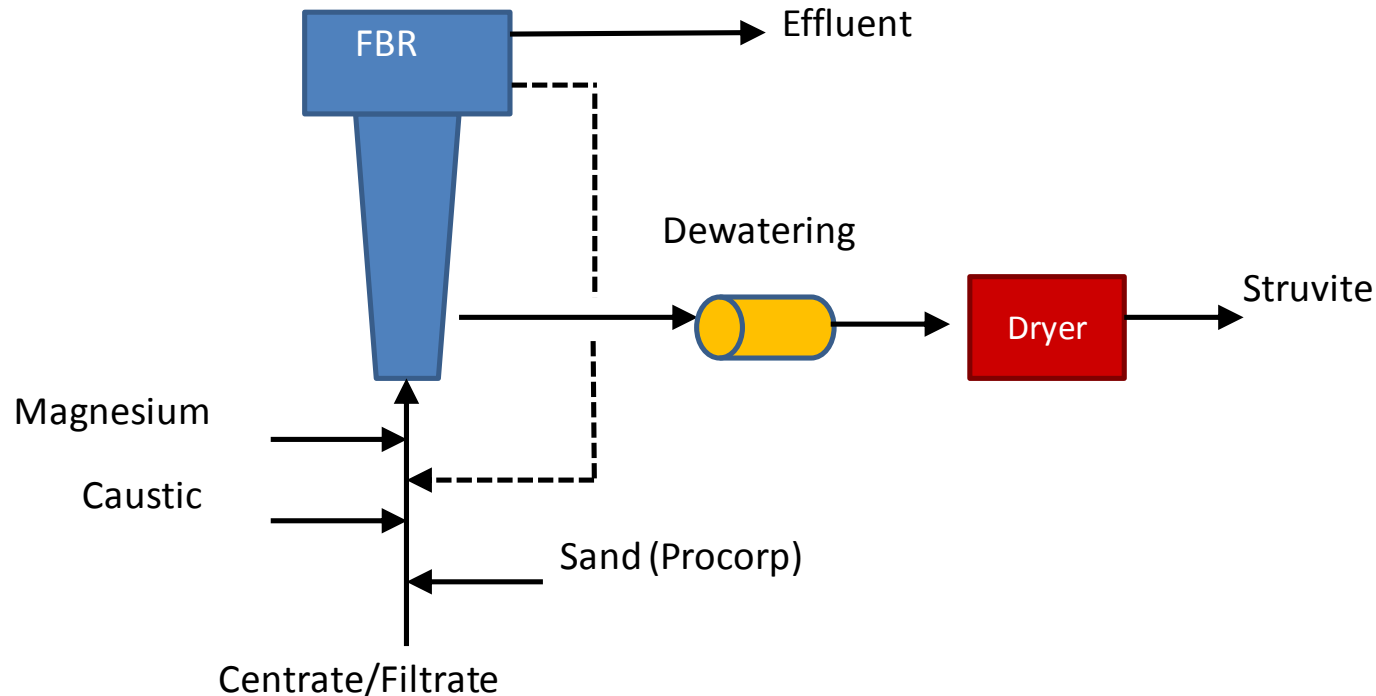 FBR
Effluent
Dewatering
Struvite
Dryer
Magnesium
Caustic
Sand (Procorp)
Centrate/Filtrate